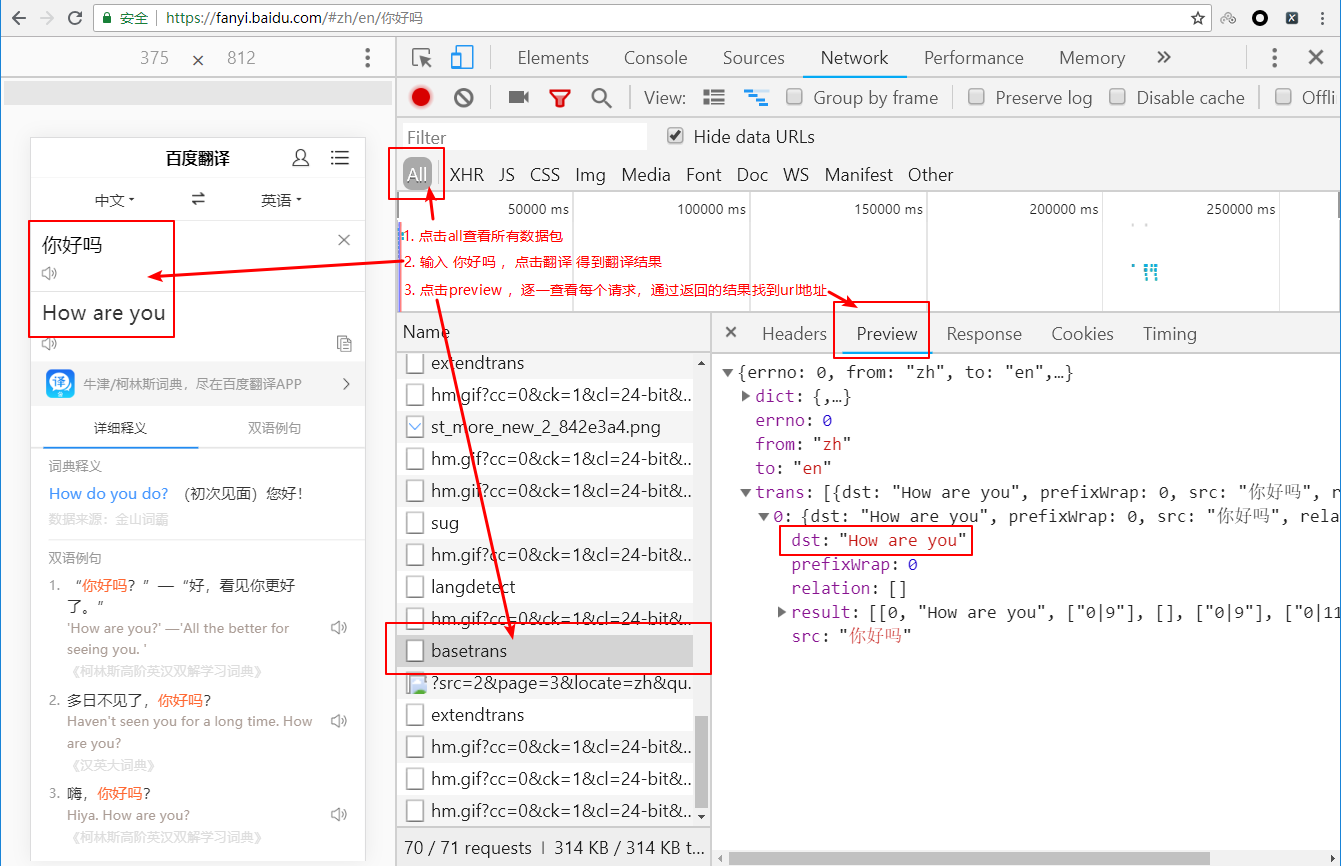 安全 | https://fanyi.baidu.com/#zh/en/你好吗
375 × 812
Elements Console Sources Network Performance Memory »
View: Group by frame Preserve log Disable cache Offli
Filter Hide data URLs
All XHR JS CSS Img Media Font Doc WS Manifest Other
50000 ms 100000 ms 150000 ms 200000 ms 250000 ms
1. 点击all查看所有数据包
2. 输入 你好吗 ，点击翻译 得到翻译结果
3. 点击preview ，逐一查看每个请求，通过返回的结果找到url地址
百度翻译
中文 英语
你好吗
How are you
译
牛津/柯林斯词典，尽在百度翻译APP
详细释义 双语例句
词典释义
How do you do? (初次见面) 您好!
数据来源：金山词霸
双语例句
1. “你好吗？”—“好，看见你更好
了。”
'How are you?' —'All the better for
seeing you. '
《柯林斯高阶英汉双解学习词典》
2. 多日不见了，你好吗?
Haven't seen you for a long time. How
are you?
《汉英大词典》
3. 嗨，你好吗?
Hiya. How are you?
《柯林斯高阶英汉双解学习词典》
Name
extendtrans
hm.gif?cc=0&ck=1&cl=24-bit&..
st_more_new_2_842e3a4.png
hm.gif?cc=0&ck=1&cl=24-bit&..
hm.gif?cc=0&ck=1&cl=24-bit&..
sug
hm.gif?cc=0&ck=1&cl=24-bit&..
langdetect
hm.gif?cc=0&ck=1&cl=24-bit&..
basetrans
?src=2&page=3&locate=zh&qu.
extendtrans
hm.gif?cc=0&ck=1&cl=24-bit&..
hm.gif?cc=0&ck=1&cl=24-bit&..
hm.gif?cc=0&ck=1&cl=24-bit&..
70 / 71 requests | 314 KB / 314 KB t...
× Headers Preview Response Cookies Timing
{errno: 0, from: "zh", to: "en",…}
dict: {,…}
errno: 0
from: "zh"
to: "en"
trans: [{dst: "How are you", prefixWrap: 0, src: "你好吗", r
0: {dst: "How are you", prefixWrap: 0, src: "你好吗", rela
dst: "How are you"
prefixWrap: 0
relation: []
result: [[0, "How are you", ["0|9"], [], ["0|9"], ["0|11
src: "你好吗"